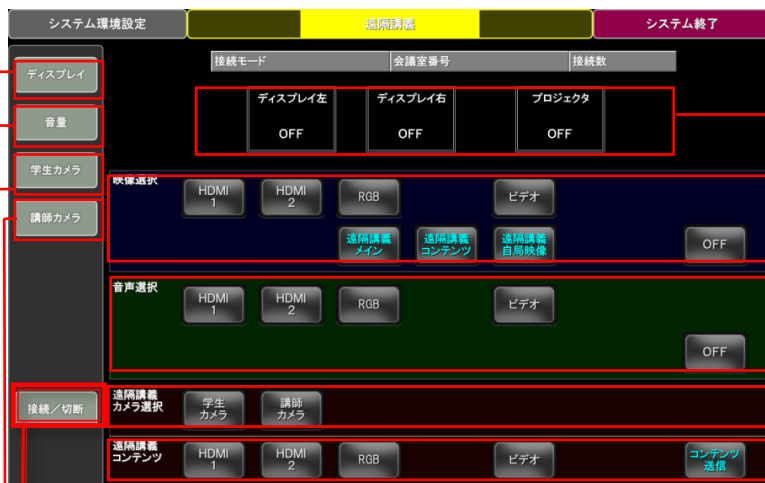 システム環境設定
遠隔講義
システム終了
接続モード
会議室番号
接続数
ディスプレイ
音量
学生カメラ
講師カメラ
接続／切断
ディスプレイ左
OFF
ディスプレイ右
OFF
プロジェクタ
OFF
映像選択
HDMI
1
HDMI
2
RGB
ビデオ
遠隔講義
メイン
遠隔講義
コンテンツ
遠隔講義
自局映像
OFF
音声選択
HDMI
1
HDMI
2
RGB
ビデオ
OFF
遠隔講義
カメラ選択
学生
カメラ
講師
カメラ
遠隔講義
コンテンツ
HDMI
1
HDMI
2
RGB
ビデオ
コンテンツ
送信